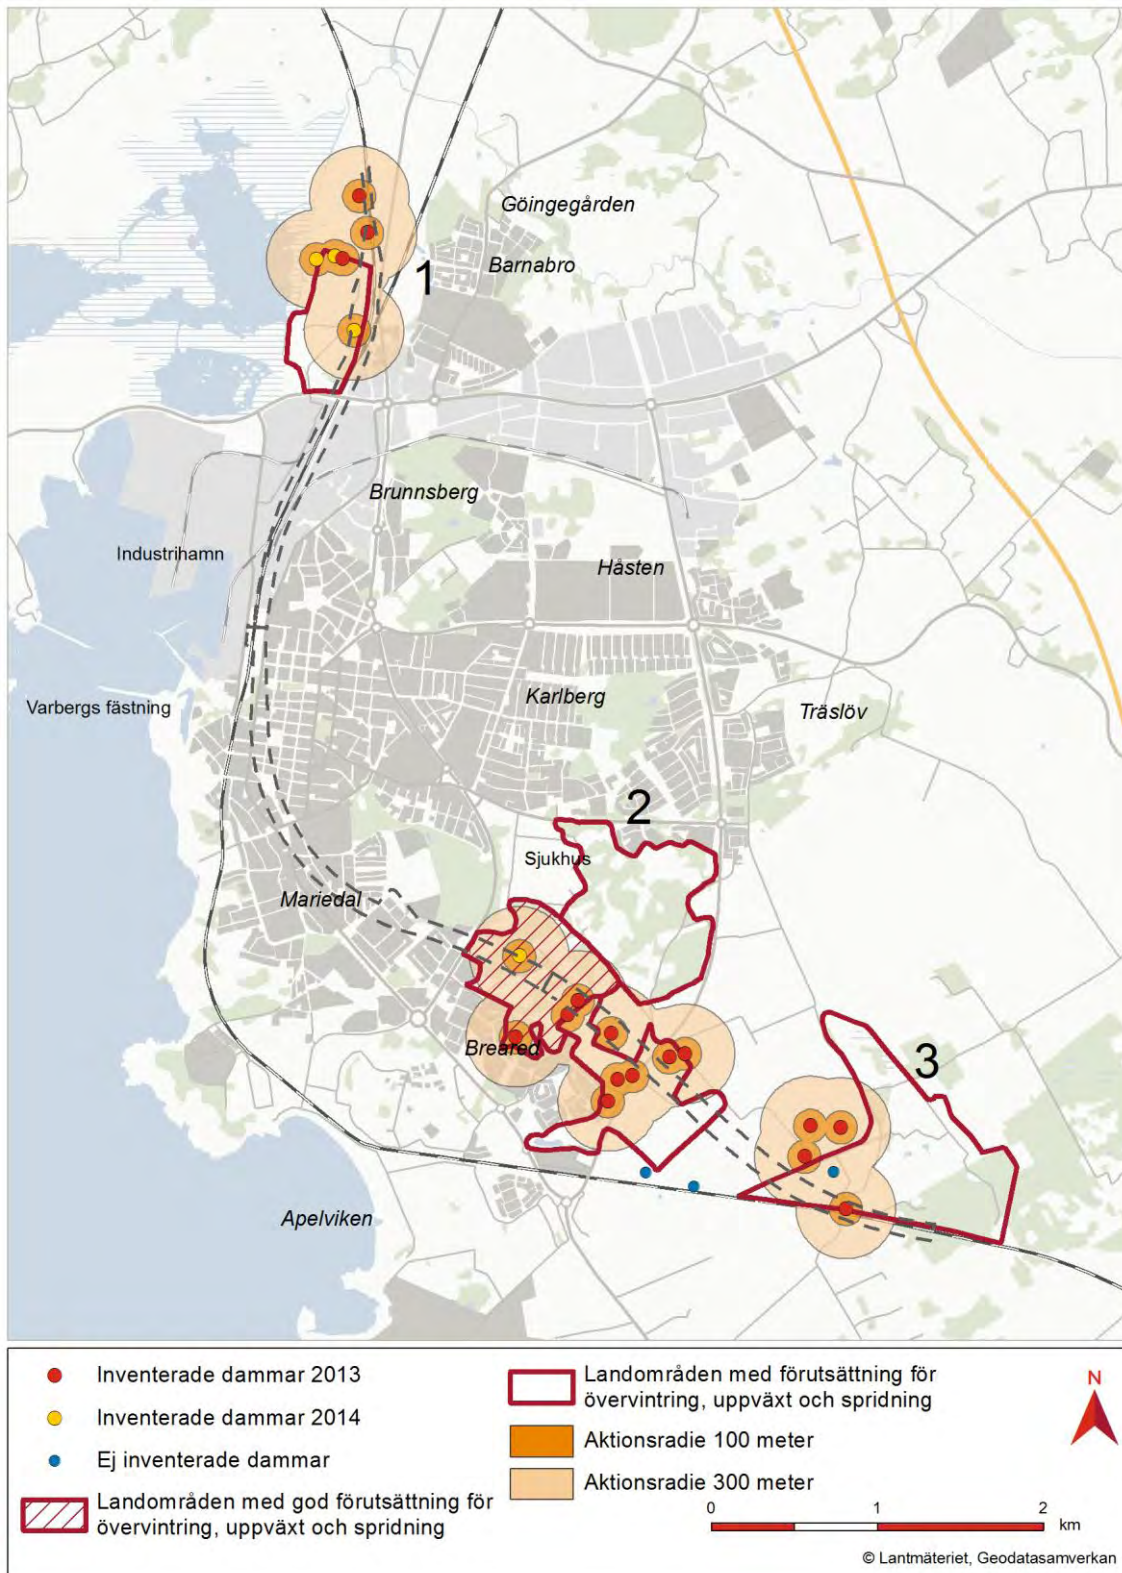 Göingegården
Barnabro
1
Brunnsberg
Industrihamn
Håsten
Karlberg
Varbergs fästning
Träslöv
2
Sjukhus
Mariedal
Breared
3
Apelviken
Inventerade dammar 2013
Inventerade dammar 2014
Ej inventerade dammar
Landområden med god förutsättning för
övervintring, uppväxt och spridning
Landområden med förutsättning för
övervintring, uppväxt och spridning
Aktionsradie 100 meter
Aktionsradie 300 meter
N
0 1 2
km
© Lantmäteriet, Geodatasamverkan